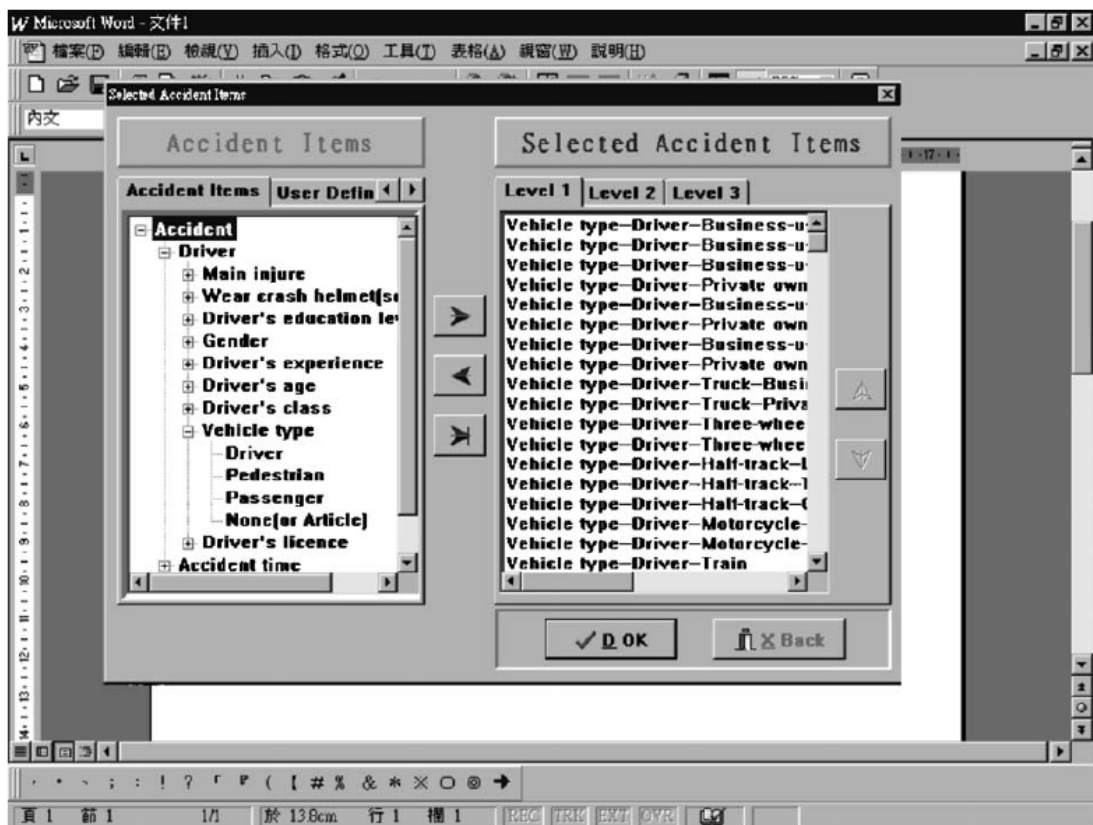 Microsoft Word - 文件1
檔案(F) 編輯(E) 檢視(V) 插入(I) 格式(O) 工具(T) 表格(A) 視窗(W) 說明(H)
內文
Selected Accident Items
Accident Items
Selected Accident Items
Accident Items
User Defin
Accident
Driver
Main injure
Wear crash helmet(se
Driver's education le
Gender
Driver's experience
Driver's age
Driver's class
Vehicle type
Driver
Pedestrian
Passenger
None(or Article)
Driver's licence
Accident time
Level 1 Level 2 Level 3
Vehicle type–Driver–Business-u
Vehicle type–Driver–Business-u
Vehicle type–Driver–Business-u
Vehicle type–Driver–Private own
Vehicle type–Driver–Business-u
Vehicle type–Driver–Private own
Vehicle type–Driver–Business-u
Vehicle type–Driver–Private own
Vehicle type–Driver–Truck–Busi
Vehicle type–Driver–Truck–Priva
Vehicle type–Driver–Three-whee
Vehicle type–Driver–Three-whee
Vehicle type–Driver–Half-track–L
Vehicle type–Driver–Half-track–T
Vehicle type–Driver–Half-track–C
Vehicle type–Driver–Motorcycle–
Vehicle type–Driver–Motorcycle–
Vehicle type–Driver–Train
D OK
X Back
, ‧ 、 ; : ! ? 「 『 ( 【 # % & * ※ ○ ◎ →
頁 1 節 1 1/1 於 13.8cm 行 1 欄 1 REC TRK EXT OVR